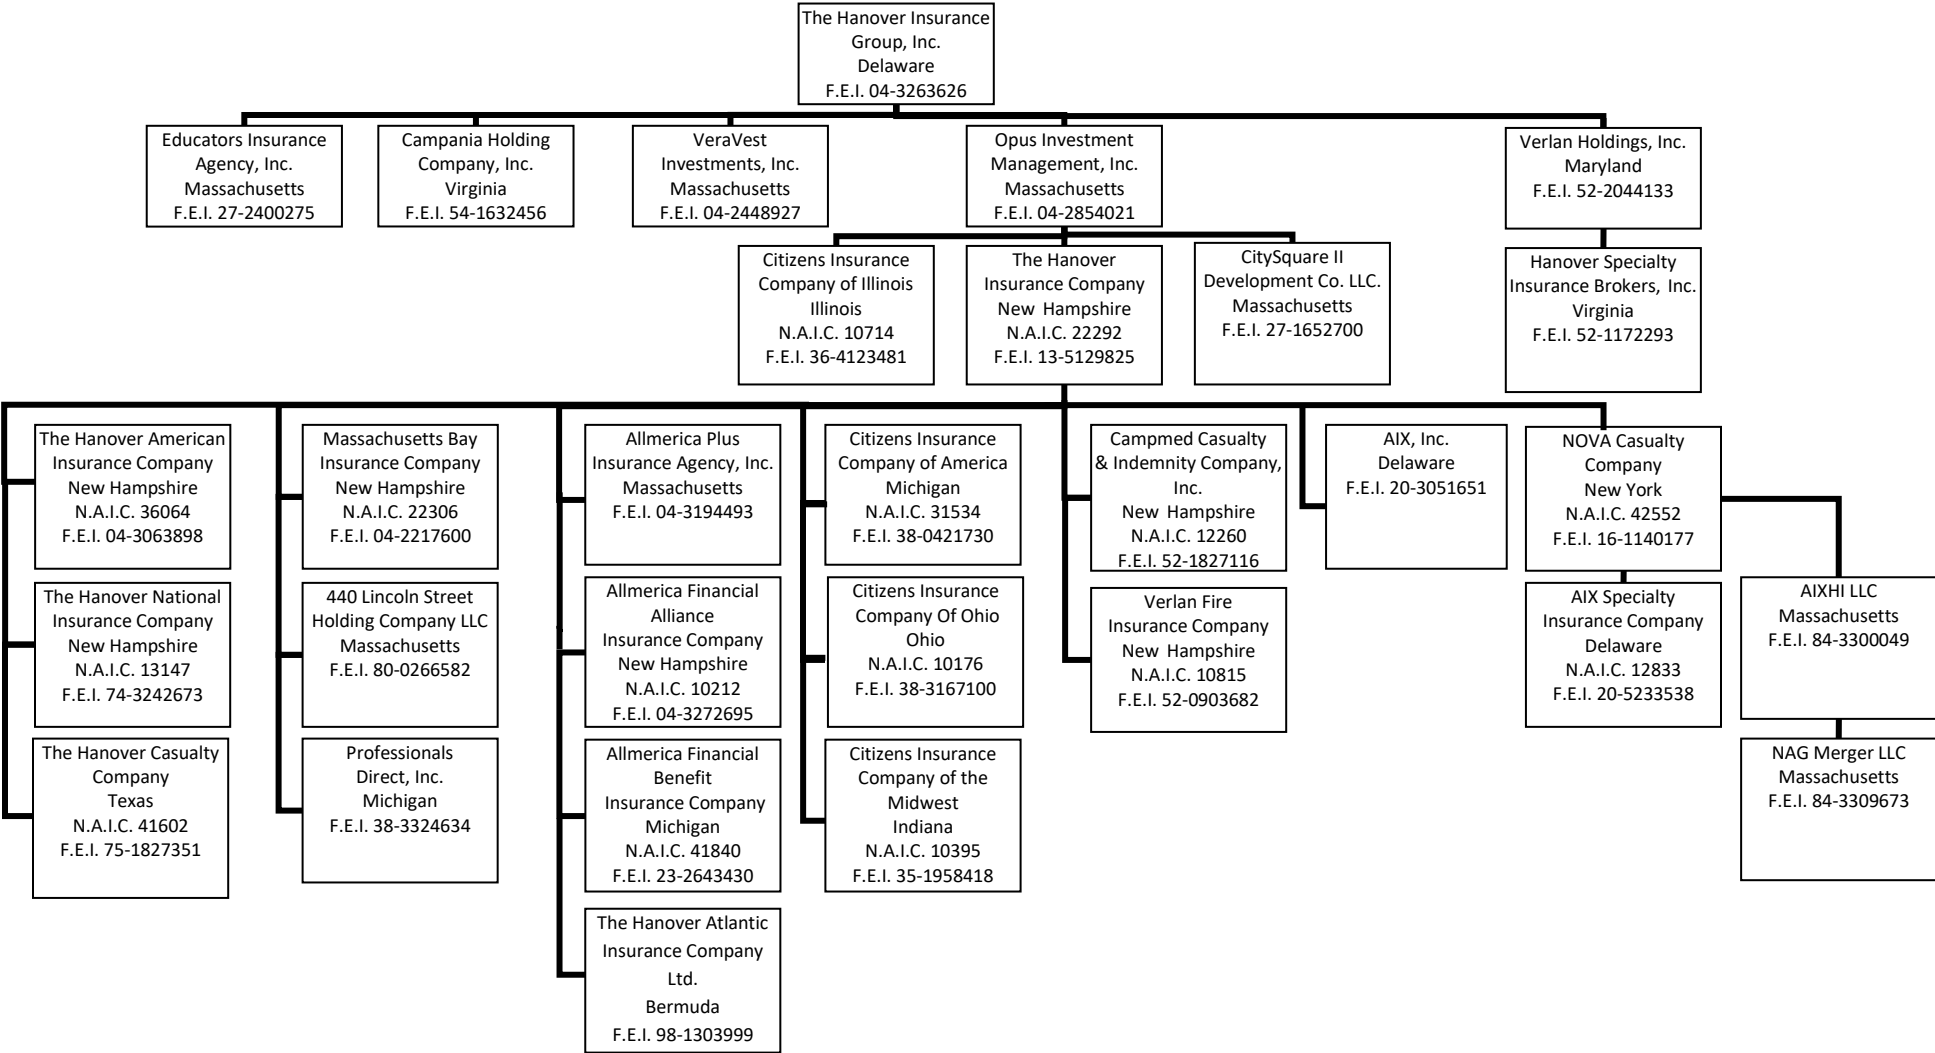 The Hanover Insurance
Group, Inc.
Delaware
F.E.I. 04-3263626
Educators Insurance
Agency, Inc.
Massachusetts
F.E.I. 27-2400275
Campania Holding
Company, Inc.
Virginia
F.E.I. 54-1632456
VeraVest
Investments, Inc.
Massachusetts
F.E.I. 04-2448927
Opus Investment
Management, Inc.
Massachusetts
F.E.I. 04-2854021
Verlan Holdings, Inc.
Maryland
F.E.I. 52-2044133
Citizens Insurance
Company of Illinois
Illinois
N.A.I.C. 10714
F.E.I. 36-4123481
The Hanover
Insurance Company
New Hampshire
N.A.I.C. 22292
F.E.I. 13-5129825
CitySquare II
Development Co. LLC.
Massachusetts
F.E.I. 27-1652700
Hanover Specialty
Insurance Brokers, Inc.
Virginia
F.E.I. 52-1172293
The Hanover American
Insurance Company
New Hampshire
N.A.I.C. 36064
F.E.I. 04-3063898
Massachusetts Bay
Insurance Company
New Hampshire
N.A.I.C. 22306
F.E.I. 04-2217600
Allmerica Plus
Insurance Agency, Inc.
Massachusetts
F.E.I. 04-3194493
Citizens Insurance
Company of America
Michigan
N.A.I.C. 31534
F.E.I. 38-0421730
Campmed Casualty
& Indemnity Company,
Inc.
New Hampshire
N.A.I.C. 12260
F.E.I. 52-1827116
AIX, Inc.
Delaware
F.E.I. 20-3051651
NOVA Casualty
Company
New York
N.A.I.C. 42552
F.E.I. 16-1140177
The Hanover National
Insurance Company
New Hampshire
N.A.I.C. 13147
F.E.I. 74-3242673
440 Lincoln Street
Holding Company LLC
Massachusetts
F.E.I. 80-0266582
Allmerica Financial
Alliance
Insurance Company
New Hampshire
N.A.I.C. 10212
F.E.I. 04-3272695
Citizens Insurance
Company Of Ohio
Ohio
N.A.I.C. 10176
F.E.I. 38-3167100
Verlan Fire
Insurance Company
New Hampshire
N.A.I.C. 10815
F.E.I. 52-0903682
AIX Specialty
Insurance Company
Delaware
N.A.I.C. 12833
F.E.I. 20-5233538
AIXHI LLC
Massachusetts
F.E.I. 84-3300049
The Hanover Casualty
Company
Texas
N.A.I.C. 41602
F.E.I. 75-1827351
Professionals
Direct, Inc.
Michigan
F.E.I. 38-3324634
Allmerica Financial
Benefit
Insurance Company
Michigan
N.A.I.C. 41840
F.E.I. 23-2643430
Citizens Insurance
Company of the
Midwest
Indiana
N.A.I.C. 10395
F.E.I. 35-1958418
NAG Merger LLC
Massachusetts
F.E.I. 84-3309673
The Hanover Atlantic
Insurance Company
Ltd.
Bermuda
F.E.I. 98-1303999